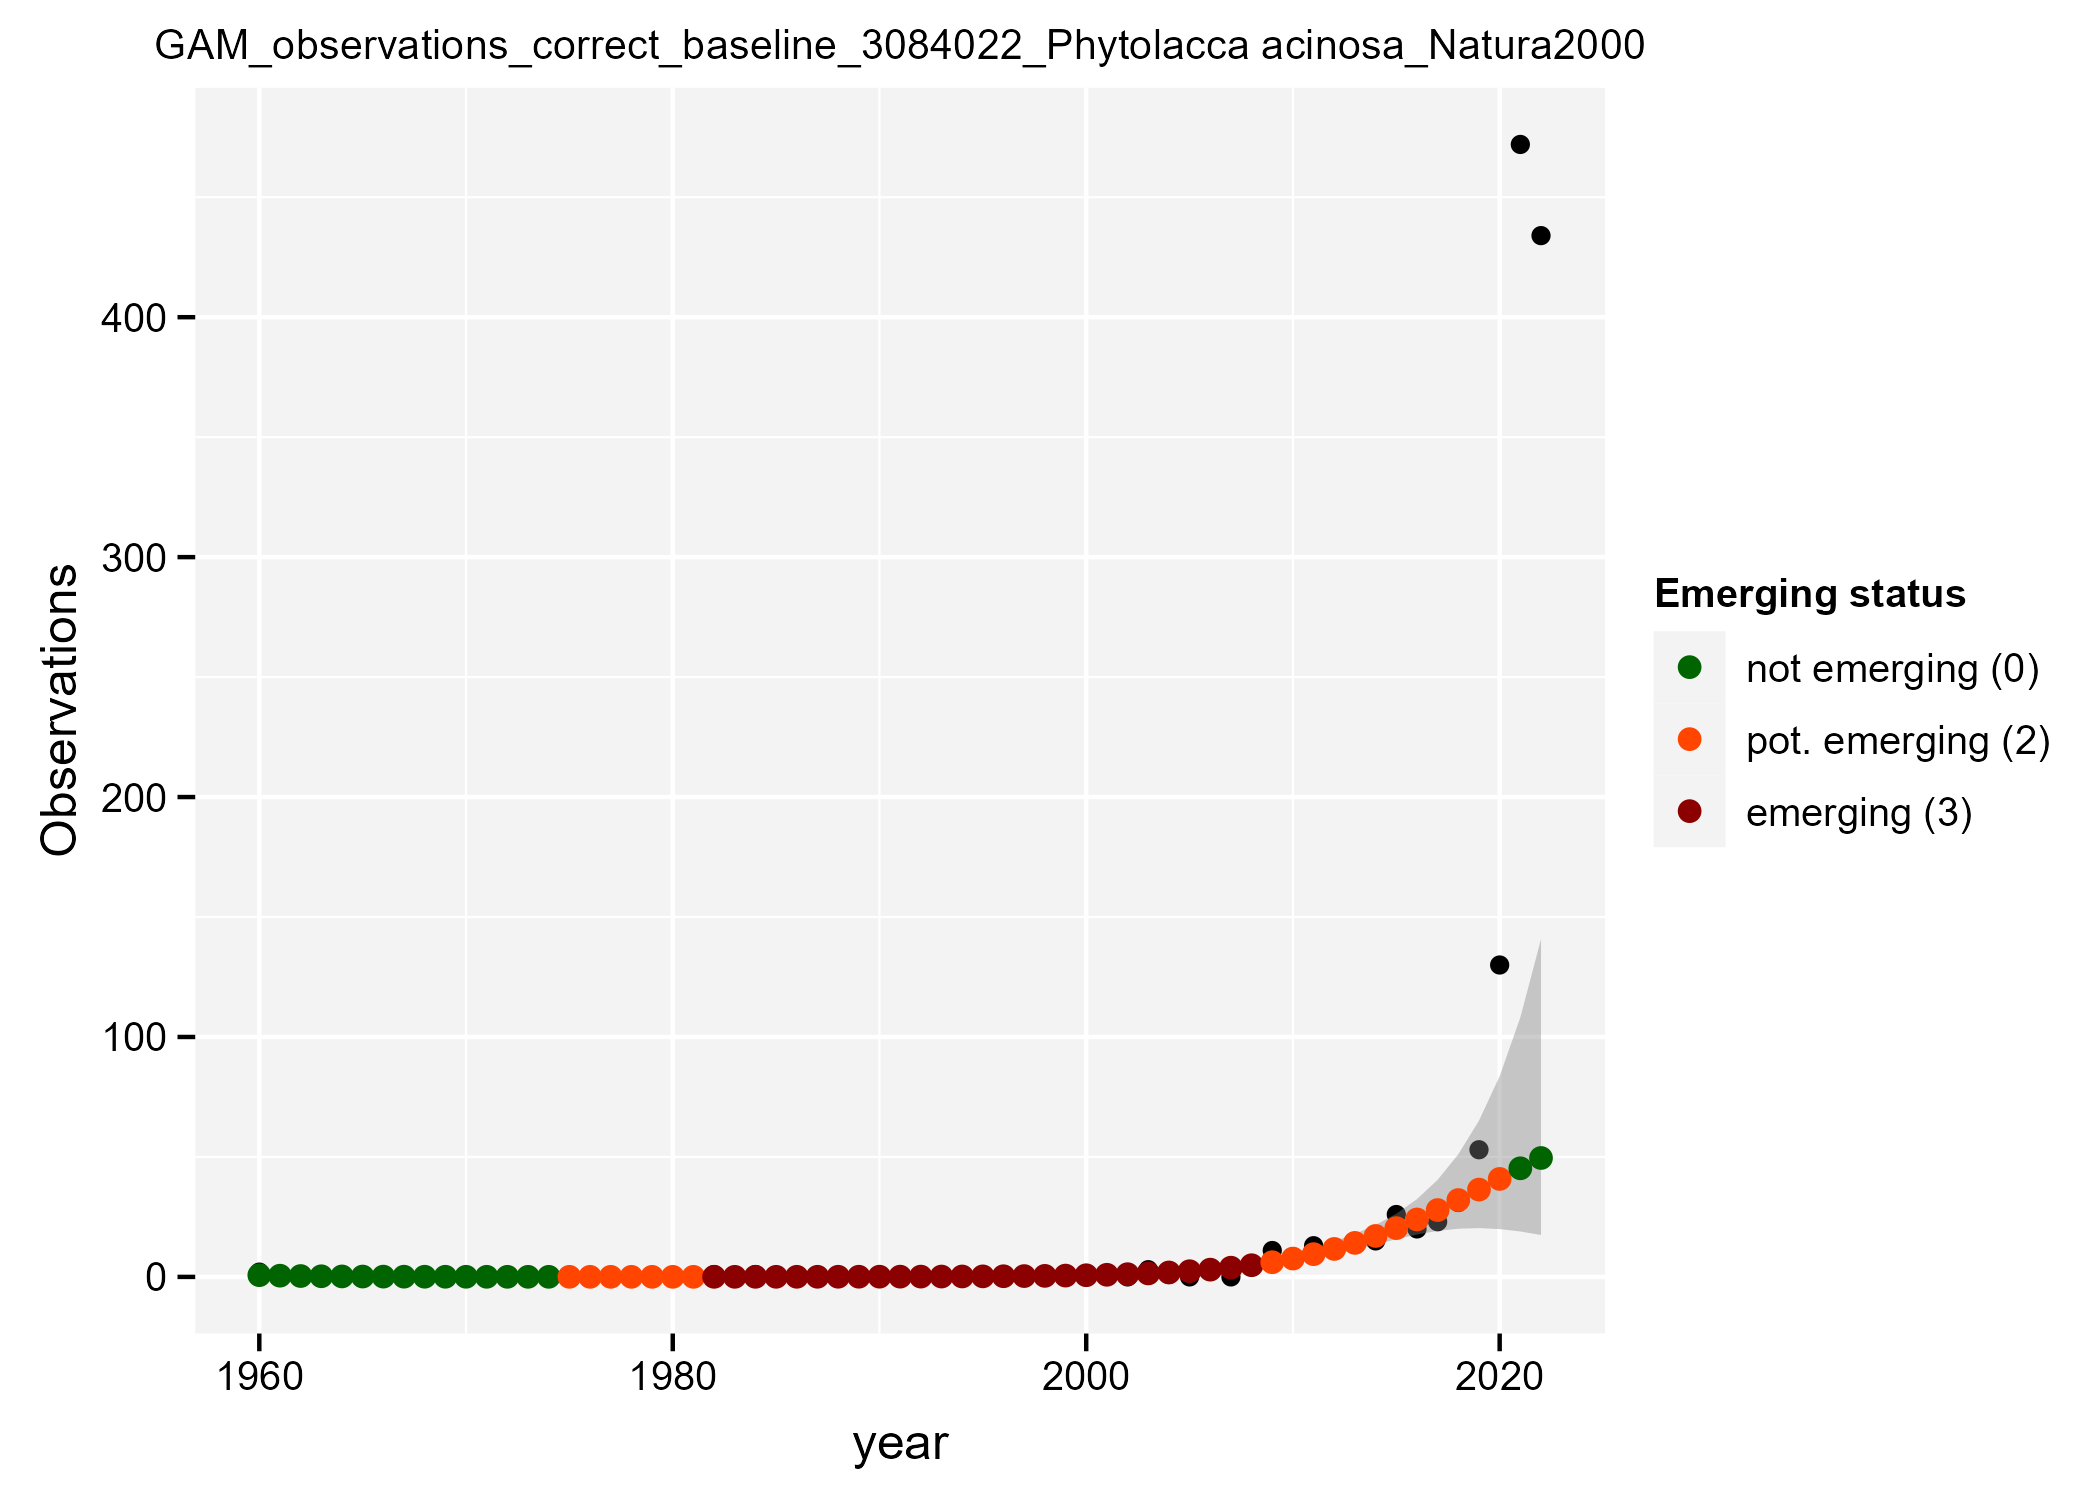 GAM_observations_correct_baseline_3084022_Phytolacca acinosa_Natura2000
Observations
400
300
200
100
0
1960
1980
2000
2020
year
Emerging status
not emerging (0)
pot. emerging (2)
emerging (3)